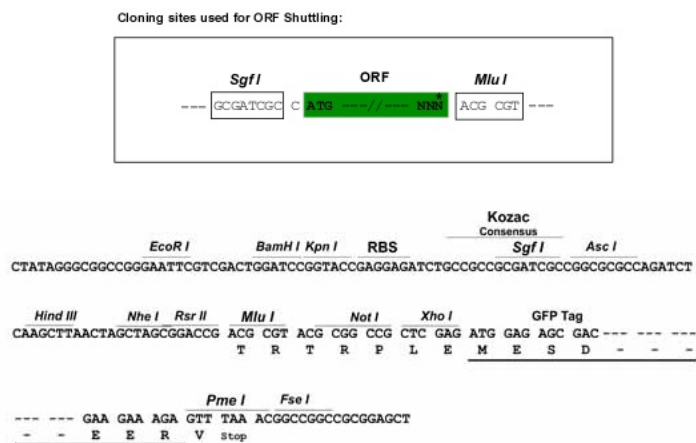 Cloning sites used for ORF Shuttling:
Sgf I ORF Mlu I
--- GCGATCGC C ATG ---//--- NNN* ACG CGT ---
Kozac
Consensus
EcoR I BamH I Kpn I RBS Sgf I Asc I
CTATAGGGCGGCCGGGAATTCGTCGACTGGATCCGGTACCGAGGAGATCTGCCGCCGCGATCGCCGGCGCGCCAGATCT
Hind III Nhe I Rsr II Mlu I Not I Xho I GFP Tag
CAAGCTTAACTAGCTAGCGGACCG ACG CGT ACG CGG CCG CTC GAG ATG GAG AGC GAC--- -----
T R T R P L E M E S D - - -
Pme I Fse I
--- --- GAA GAA AGA GTT TAA ACGGCCGGCCGCGGAGCT
- - E E R V Stop